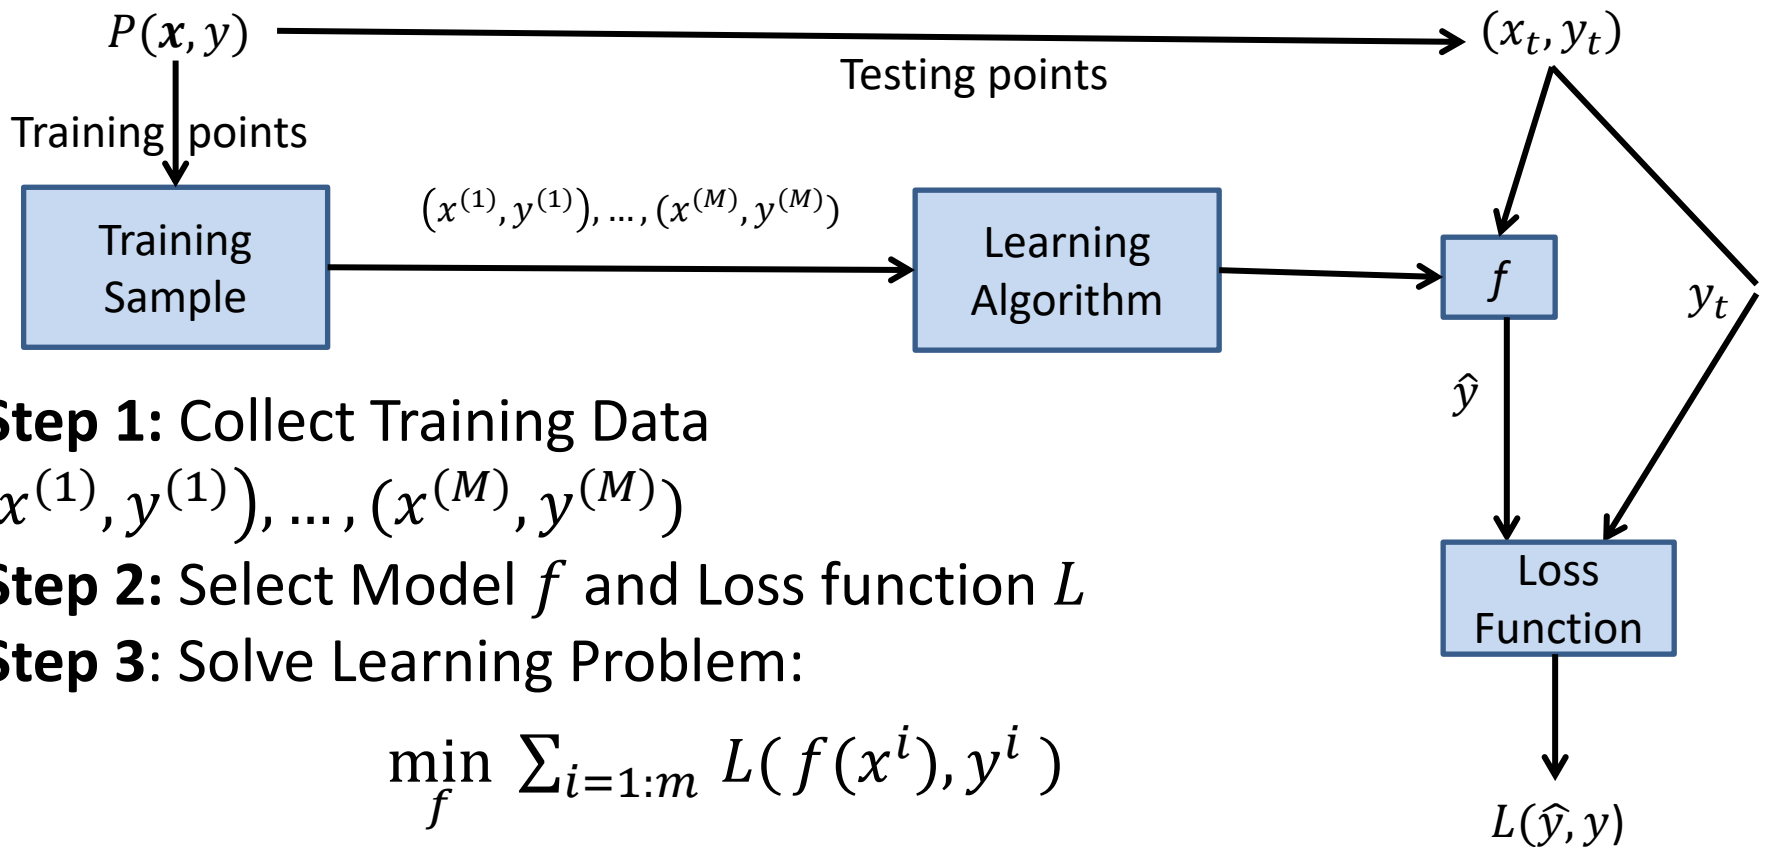 P(x, y)
(x_t, y_t)
Testing points
Training points
(x^(1), y^(1)), … , (x^(M), y^(M))
Training
Sample
Learning
Algorithm
f
y_t
ŷ
Step 1: Collect Training Data
x^(1), y^(1)), … , (x^(M), y^(M))
Step 2: Select Model f and Loss function L
Step 3: Solve Learning Problem:
min_f ∑_{i=1:m} L( f(x^i), y^i )
Loss
Function
L(ŷ, y)